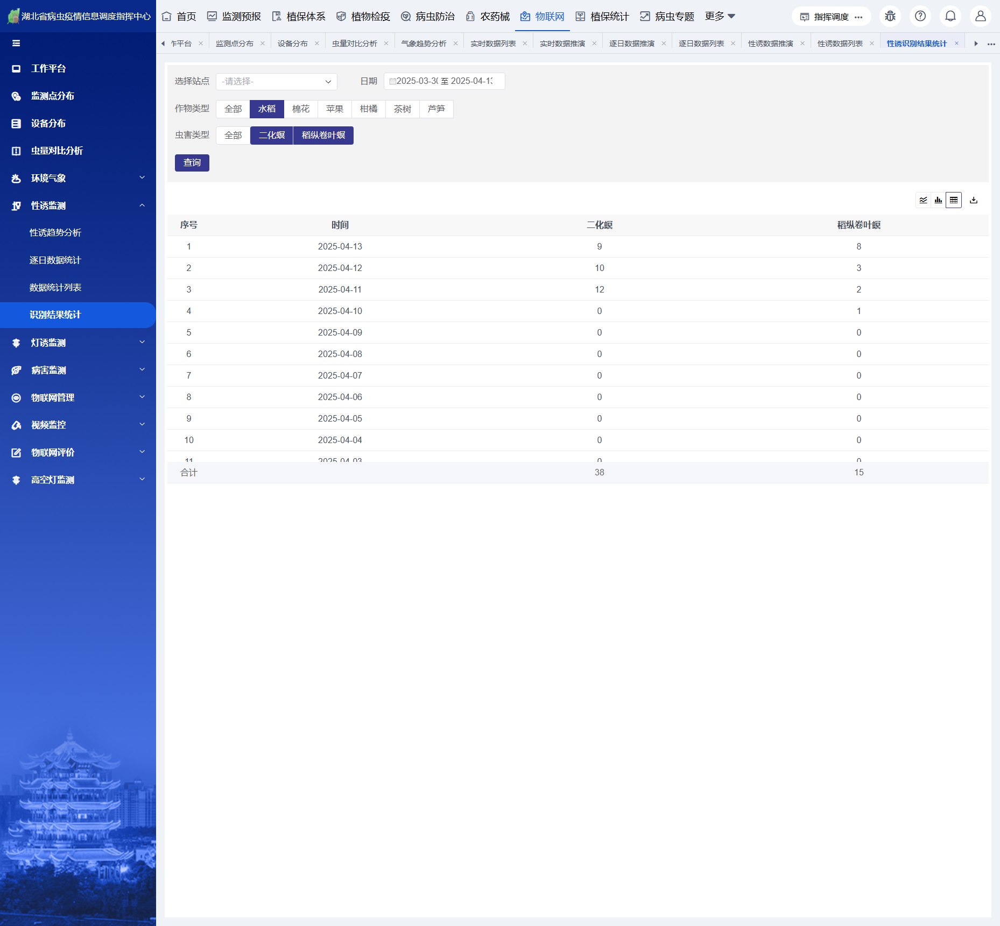 湖北省病虫疫情信息调度指挥中心
首页 监测预报 植保体系 植物检疫 病虫防治 农药械 物联网 植保统计 病虫专题 更多
指挥调度
作平台 × 监测点分布 × 设备分布 × 虫量对比分析 × 气象趋势分析 × 实时数据列表 × 实时数据推演 × 逐日数据推演 × 逐日数据列表 × 性诱数据推演 × 性诱数据列表 × 性诱识别结果统计 ×
工作平台
监测点分布
设备分布
虫量对比分析
环境气象
性诱监测
性诱趋势分析
逐日数据统计
数据统计列表
识别结果统计
灯诱监测
病害监测
物联网管理
视频监控
物联网评价
高空灯监测
选择站点 -请选择- 日期 2025-03-30 至 2025-04-13
作物类型 全部 水稻 棉花 苹果 柑橘 茶树 芦笋
虫害类型 全部 二化螟 稻纵卷叶螟
查询
序号 时间 二化螟 稻纵卷叶螟
1 2025-04-13 9 8
2 2025-04-12 10 3
3 2025-04-11 12 2
4 2025-04-10 0 1
5 2025-04-09 0 0
6 2025-04-08 0 0
7 2025-04-07 0 0
8 2025-04-06 0 0
9 2025-04-05 0 0
10 2025-04-04 0 0
11 2025-04-03 0 0
合计 38 15